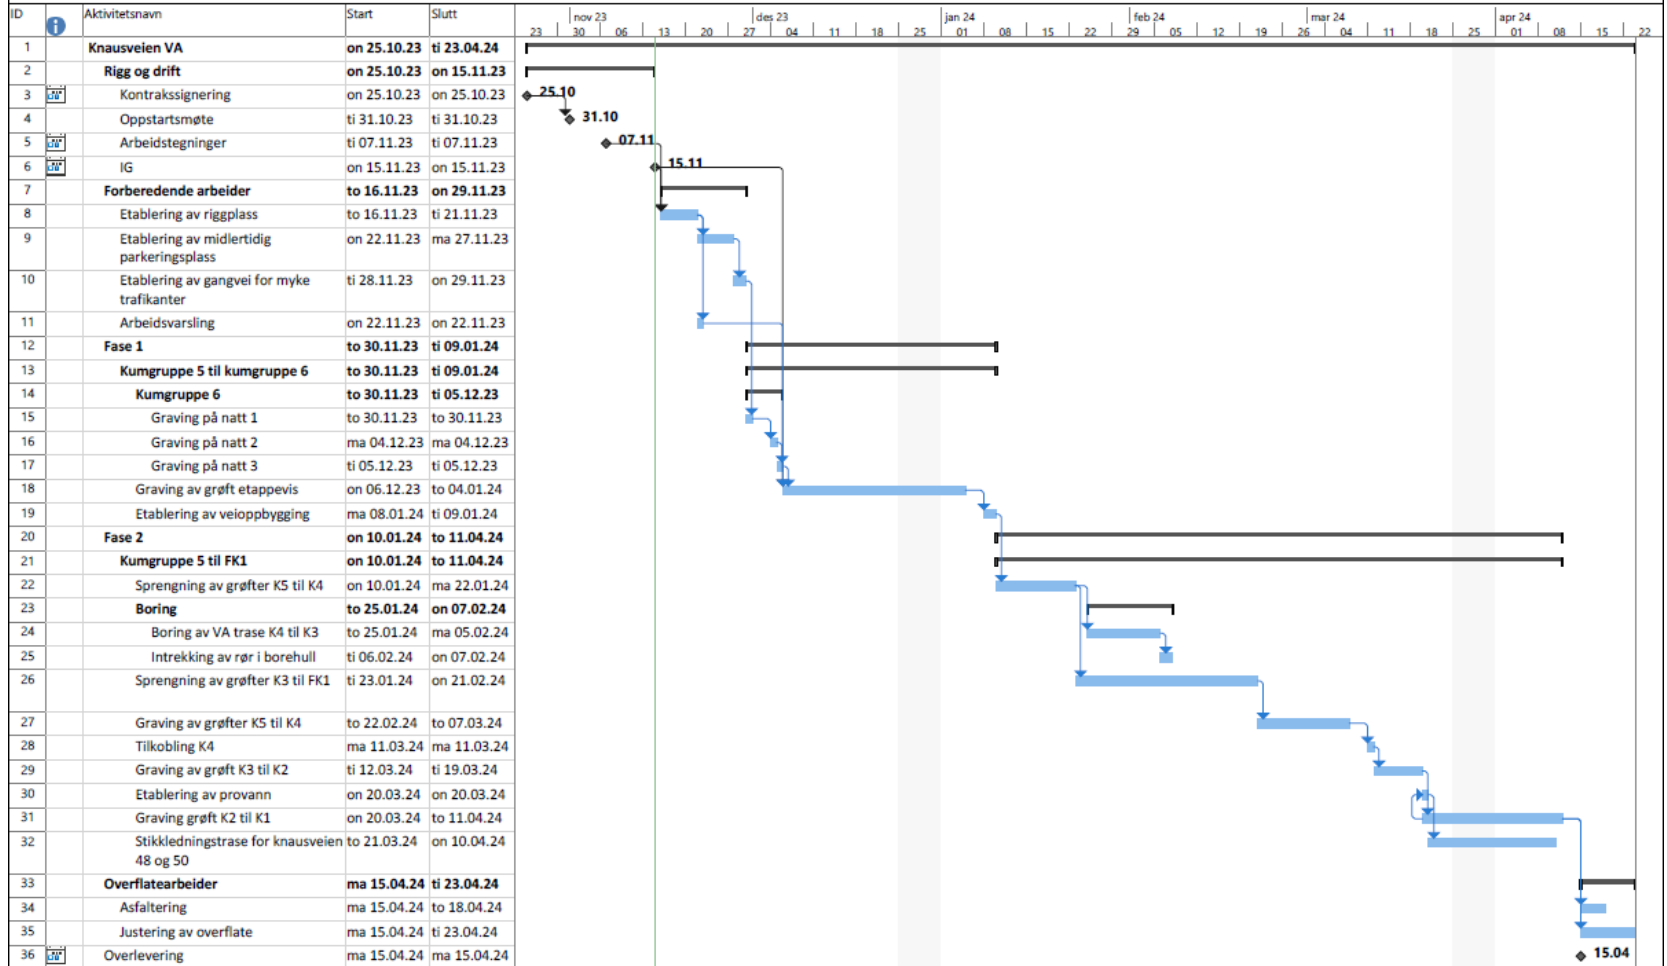 ID Aktivitetsnavn Start Slutt nov 23 des 23 jan 24 feb 24 mar 24 apr 24
23 30 06 13 20 27 04 11 18 25 01 08 15 22 29 05 12 19 26 04 11 18 25 01 08 15 22
1 Knausveien VA on 25.10.23 ti 23.04.24
2 Rigg og drift on 25.10.23 on 15.11.23
3 Kontrakssignering on 25.10.23 on 25.10.23 25.10
4 Oppstartsmøte ti 31.10.23 ti 31.10.23 31.10
5 Arbeidstegninger ti 07.11.23 ti 07.11.23 07.11
6 IG on 15.11.23 on 15.11.23 15.11
7 Forberedende arbeider to 16.11.23 on 29.11.23
8 Etablering av riggplass to 16.11.23 ti 21.11.23
9 Etablering av midlertidig on 22.11.23 ma 27.11.23
parkeringsplass
10 Etablering av gangvei for myke ti 28.11.23 on 29.11.23
trafikanter
11 Arbeidsvarsling on 22.11.23 on 22.11.23
12 Fase 1 to 30.11.23 ti 09.01.24
13 Kumgruppe 5 til kumgruppe 6 to 30.11.23 ti 09.01.24
14 Kumgruppe 6 to 30.11.23 ti 05.12.23
15 Graving på natt 1 to 30.11.23 to 30.11.23
16 Graving på natt 2 ma 04.12.23 ma 04.12.23
17 Graving på natt 3 ti 05.12.23 ti 05.12.23
18 Graving av grøft etappevis on 06.12.23 to 04.01.24
19 Etablering av veioppbygging ma 08.01.24 ti 09.01.24
20 Fase 2 on 10.01.24 to 11.04.24
21 Kumgruppe 5 til FK1 on 10.01.24 to 11.04.24
22 Sprengning av grøfter K5 til K4 on 10.01.24 ma 22.01.24
23 Boring to 25.01.24 on 07.02.24
24 Boring av VA trase K4 til K3 to 25.01.24 ma 05.02.24
25 Intrekking av rør i borehull ti 06.02.24 on 07.02.24
26 Sprengning av grøfter K3 til FK1 ti 23.01.24 on 21.02.24
27 Graving av grøfter K5 til K4 to 22.02.24 to 07.03.24
28 Tilkobling K4 ma 11.03.24 ma 11.03.24
29 Graving av grøft K3 til K2 ti 12.03.24 ti 19.03.24
30 Etablering av provann on 20.03.24 on 20.03.24
31 Graving grøft K2 til K1 on 20.03.24 to 11.04.24
32 Stikkledningstrase for knausveien to 21.03.24 on 10.04.24
48 og 50
33 Overflatearbeider ma 15.04.24 ti 23.04.24
34 Asfaltering ma 15.04.24 to 18.04.24
35 Justering av overflate ma 15.04.24 ti 23.04.24
36 Overlevering ma 15.04.24 ma 15.04.24 15.04